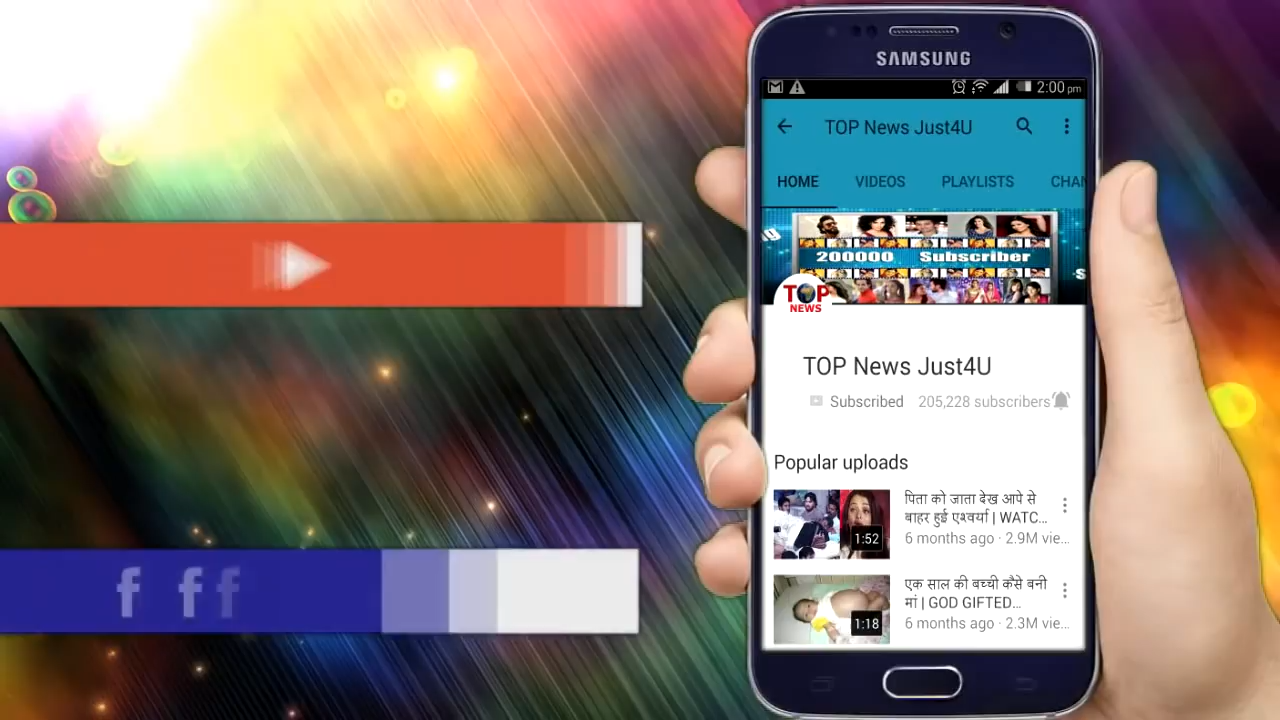 SAMSUNG
2:00 pm
TOP News Just4U
HOME VIDEOS PLAYLISTS CHAN
200000 Subscriber
TOP
NEWS
TOP News Just4U
Subscribed 205,228 subscribers
Popular uploads
पिता को जाता देख आपे से
बाहर हुई एश्वर्या | WATC...
6 months ago · 2.9M vie...
1:52
एक साल की बच्ची कैसे बनी
मां | GOD GIFTED...
6 months ago · 2.3M vie...
1:18
f f f